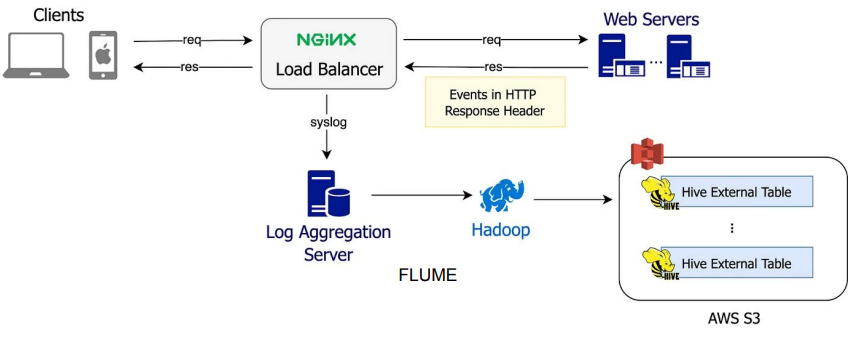 Clients
req
res
NGINX
Load Balancer
req
res
Web Servers
Events in HTTP
Response Header
syslog
Log Aggregation
Server
Hadoop
FLUME
HIVE
Hive External Table
HIVE
Hive External Table
AWS S3